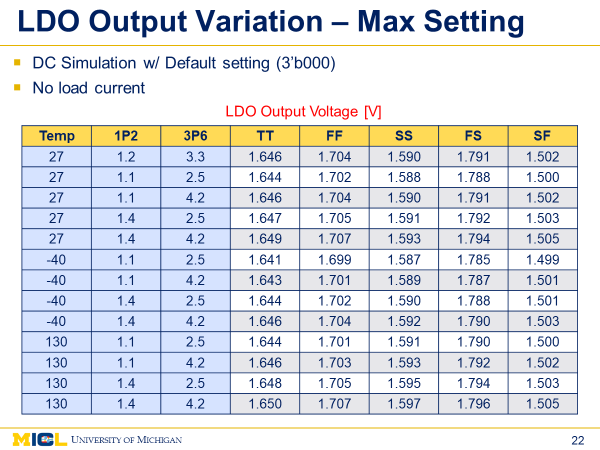 LDO Output Variation – Max Setting
DC Simulation w/ Default setting (3'b000)
No load current
LDO Output Voltage [V]
Temp 1P2 3P6 TT FF SS FS SF
27 1.2 3.3 1.646 1.704 1.590 1.791 1.502
27 1.1 2.5 1.644 1.702 1.588 1.788 1.500
27 1.1 4.2 1.646 1.704 1.590 1.791 1.502
27 1.4 2.5 1.647 1.705 1.591 1.792 1.503
27 1.4 4.2 1.649 1.707 1.593 1.794 1.505
-40 1.1 2.5 1.641 1.699 1.587 1.785 1.499
-40 1.1 4.2 1.643 1.701 1.589 1.787 1.501
-40 1.4 2.5 1.644 1.702 1.590 1.788 1.501
-40 1.4 4.2 1.646 1.704 1.592 1.790 1.503
130 1.1 2.5 1.644 1.701 1.591 1.790 1.500
130 1.1 4.2 1.646 1.703 1.593 1.792 1.502
130 1.4 2.5 1.648 1.705 1.595 1.794 1.503
130 1.4 4.2 1.650 1.707 1.597 1.796 1.505
MICL UNIVERSITY OF MICHIGAN 22